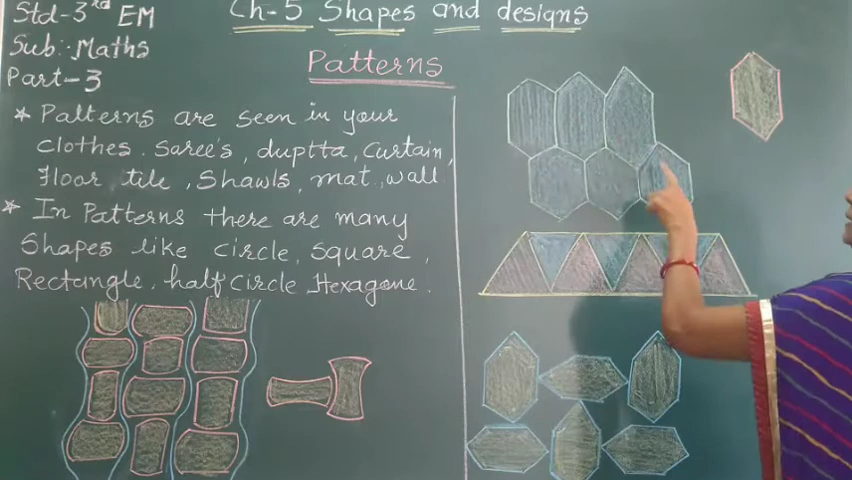 Std-3rd EM
Ch-5 Shapes and designs
Sub:-Maths
Part-3
Patterns
* Patterns are seen in your
clothes. Saree's, duptta, Curtain,
Floor tile, Shawls, mat, wall
* In Patterns there are many
Shapes like circle, square,
Rectangle, half circle, Hexagone.